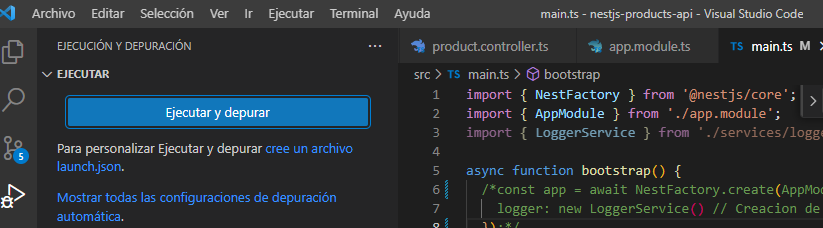 Archivo Editar Selección Ver Ir Ejecutar Terminal Ayuda main.ts - nestjs-products-api - Visual Studio Code
EJECUCIÓN Y DEPURACIÓN ...
product.controller.ts app.module.ts TS main.ts M
EJECUTAR
src > TS main.ts > bootstrap
Ejecutar y depurar
1 import { NestFactory } from '@nestjs/core';
2 import { AppModule } from './app.module';
3 import { LoggerService } from './services/logge
Para personalizar Ejecutar y depurar cree un archivo
launch.json.
4
5 async function bootstrap() {
Mostrar todas las configuraciones de depuración
automática.
6 /*const app = await NestFactory.create(AppMod
7 logger: new LoggerService() // Creacion de
8 });*/
5